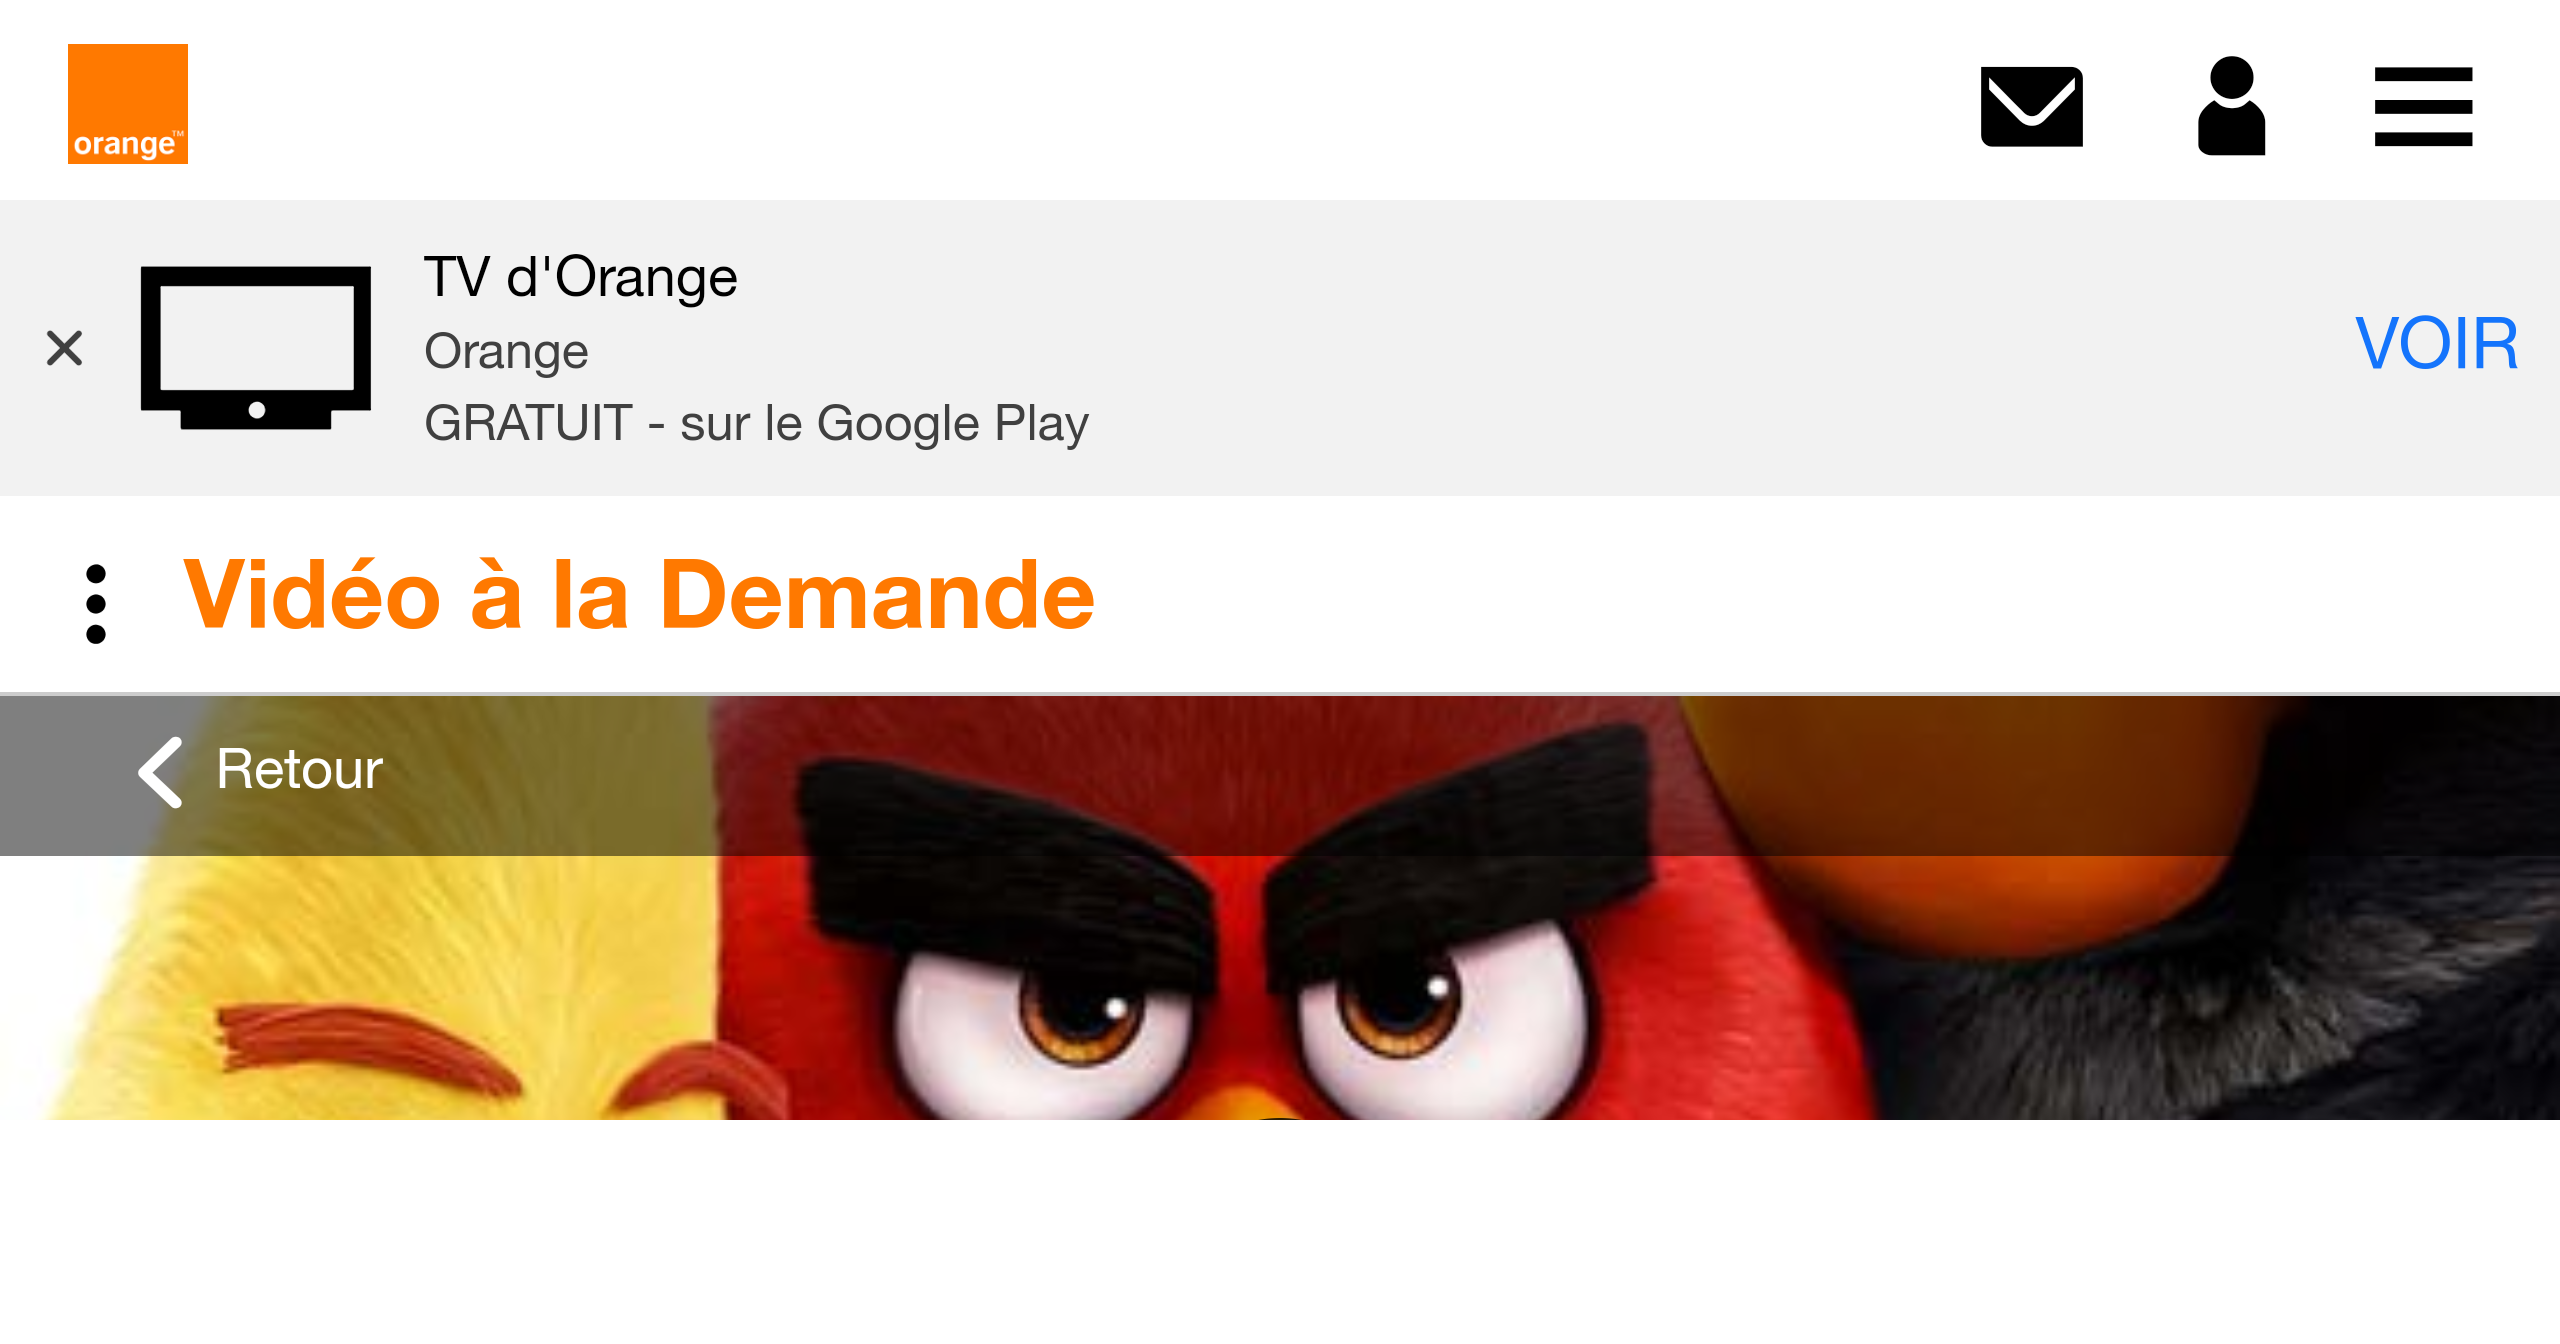 orange™
TV d'Orange
Orange
GRATUIT - sur le Google Play
VOIR
Vidéo à la Demande
Retour